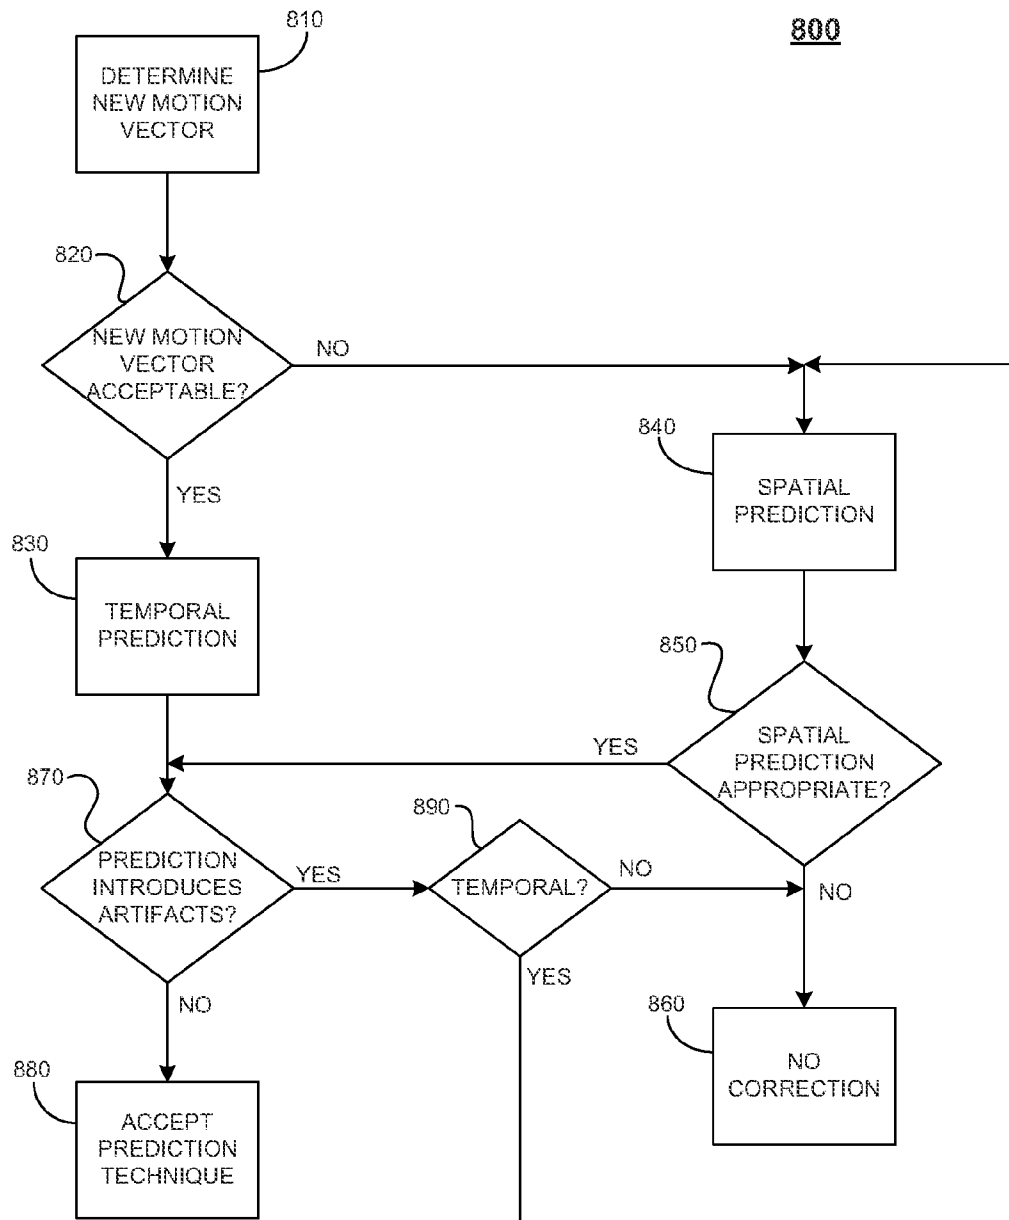 800
810
DETERMINE
NEW MOTION
VECTOR
820
NEW MOTION
VECTOR
ACCEPTABLE?
NO
YES
840
SPATIAL
PREDICTION
830
TEMPORAL
PREDICTION
850
SPATIAL
PREDICTION
APPROPRIATE?
YES
NO
870
PREDICTION
INTRODUCES
ARTIFACTS?
YES
NO
890
TEMPORAL?
NO
YES
860
NO
CORRECTION
880
ACCEPT
PREDICTION
TECHNIQUE